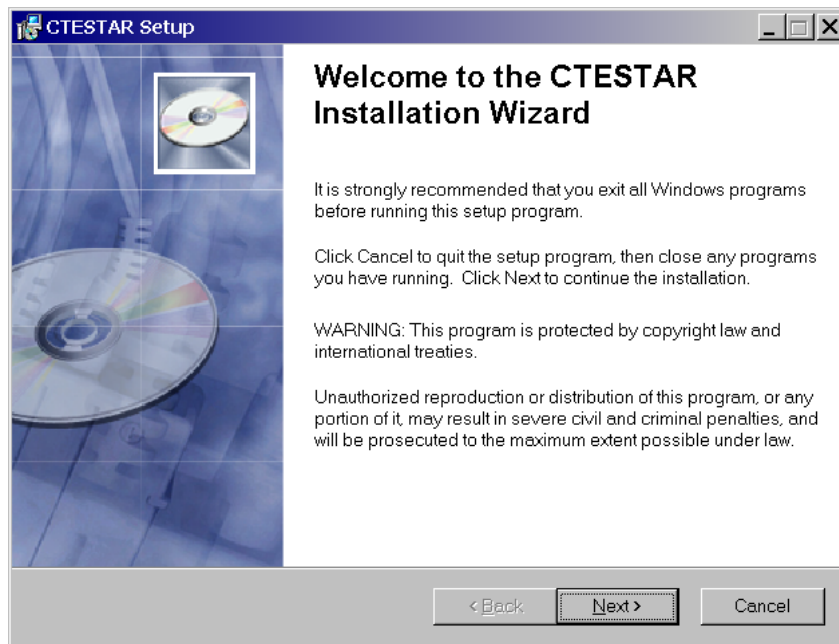 CTESTAR Setup
Welcome to the CTESTAR
Installation Wizard
It is strongly recommended that you exit all Windows programs
before running this setup program.
Click Cancel to quit the setup program, then close any programs
you have running. Click Next to continue the installation.
WARNING: This program is protected by copyright law and
international treaties.
Unauthorized reproduction or distribution of this program, or any
portion of it, may result in severe civil and criminal penalties, and
will be prosecuted to the maximum extent possible under law.
< Back Next > Cancel